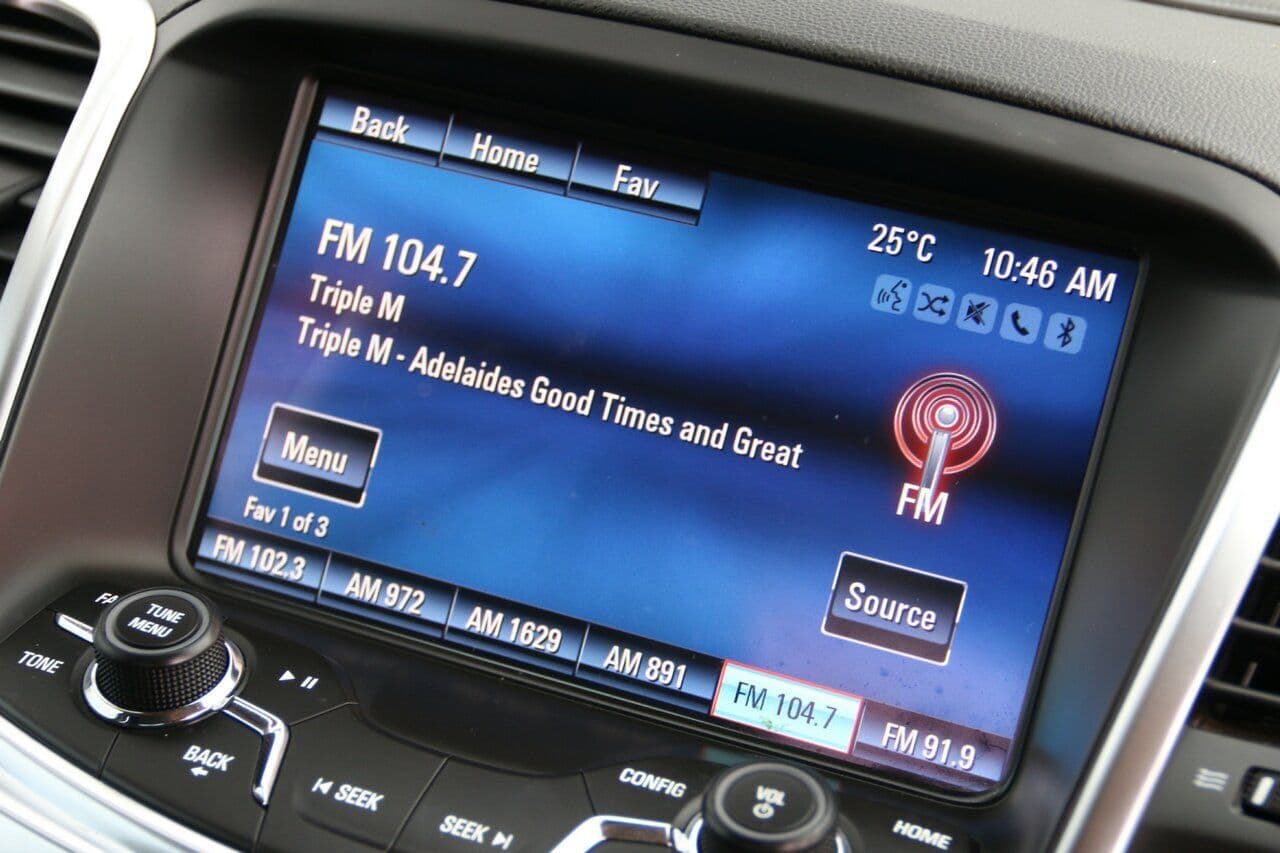 Back
Home
Fav
25°C
10:46 AM
FM 104.7
Triple M
Triple M - Adelaides Good Times and Great
FM
Menu
Source
Fav 1 of 3
FM 102.3
AM 972
AM 1629
AM 891
FM 104.7
FM 91.9
TUNE
MENU
TONE
BACK
SEEK
SEEK
CONFIG
VOL
HOME